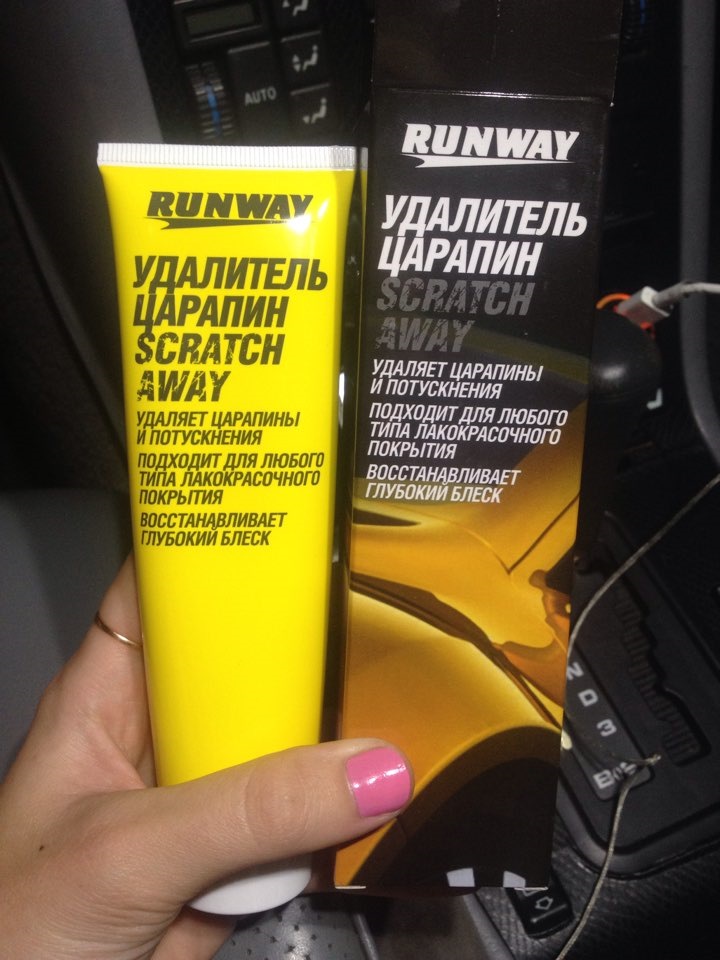 AUTO
RUNWAY
УДАЛИТЕЛЬ
ЦАРАПИН
SCRATCH
AWAY
УДАЛЯЕТ ЦАРАПИНЫ
И ПОТУСКНЕНИЯ
ПОДХОДИТ ДЛЯ ЛЮБОГО
ТИПА ЛАКОКРАСОЧНОГО
ПОКРЫТИЯ
ВОССТАНАВЛИВАЕТ
ГЛУБОКИЙ БЛЕСК
RUNWAY
УДАЛИТЕЛЬ
ЦАРАПИН
SCRATCH
AWAY
УДАЛЯЕТ ЦАРАПИНЫ
И ПОТУСКНЕНИЯ
ПОДХОДИТ ДЛЯ ЛЮБОГО
ТИПА ЛАКОКРАСОЧНОГО
ПОКРЫТИЯ
ВОССТАНАВЛИВАЕТ
ГЛУБОКИЙ БЛЕСК
N
D
3